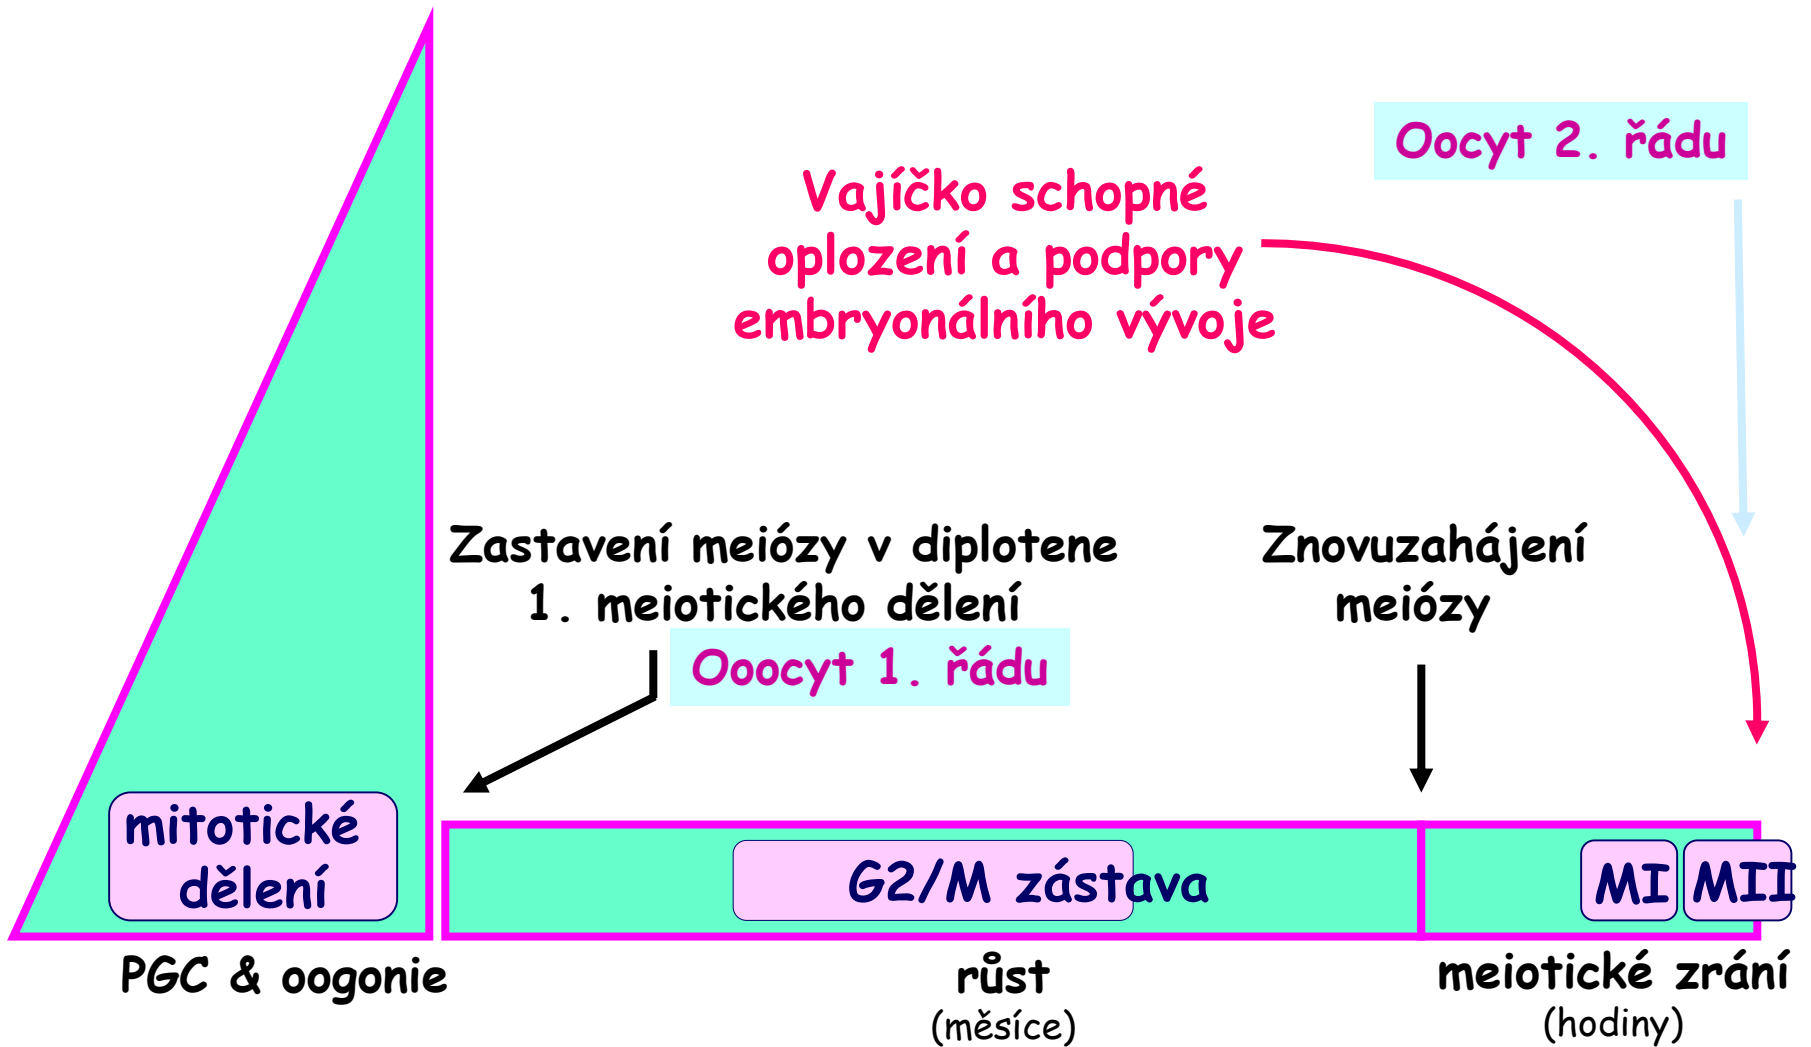 Oocyt 2. řádu
Vajíčko schopné
oplození a podpory
embryonálního vývoje
Zastavení meiózy v diplotene
1. meiotického dělení
Ooocyt 1. řádu
Znovuzahájení
meiózy
mitotické
dělení
G2/M zástava
MI
MII
PGC & oogonie
růst
(měsíce)
meiotické zrání
(hodiny)